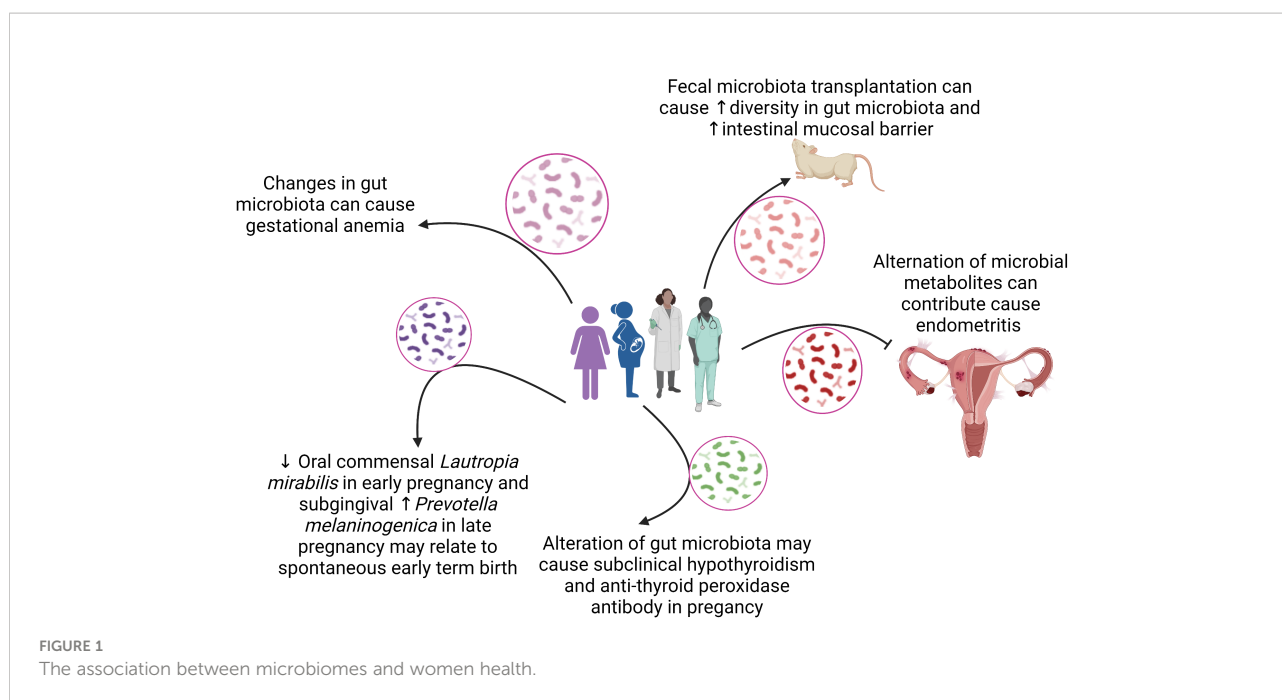 Fecal microbiota transplantation can
cause ↑diversity in gut microbiota and
↑intestinal mucosal barrier
Changes in gut
microbiota can cause
gestational anemia
Alternation of microbial
metabolites can
contribute cause
endometritis
↓ Oral commensal Lautropia
mirabilis in early pregnancy and
subgingival ↑ Prevotella
melaninogenica in late
pregnancy may relate to
spontaneous early term birth
Alteration of gut microbiota may
cause subclinical hypothyroidism
and anti-thyroid peroxidase
antibody in pregancy
FIGURE 1
The association between microbiomes and women health.